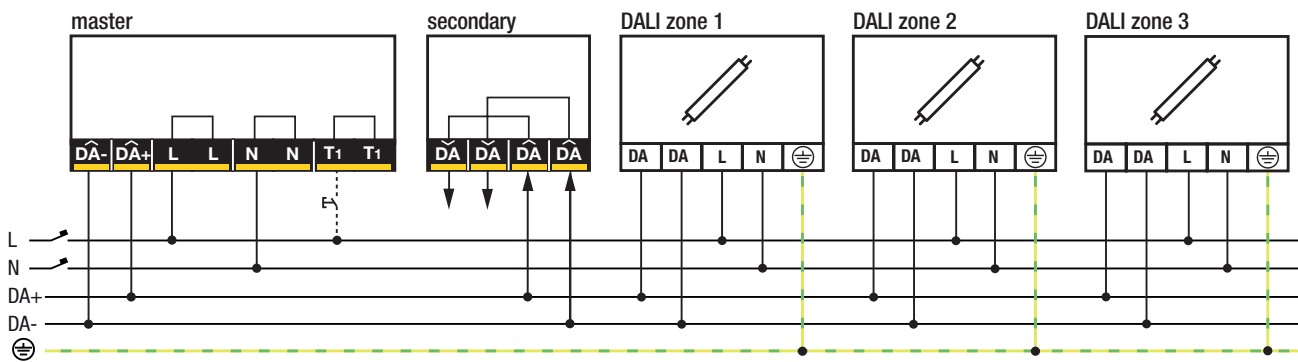 master secondary DALI zone 1 DALI zone 2 DALI zone 3
DA- DA+ L L N N T1 T1 DA DA DA DA DA DA L N DA DA L N DA DA L N
L
N
DA+
DA-